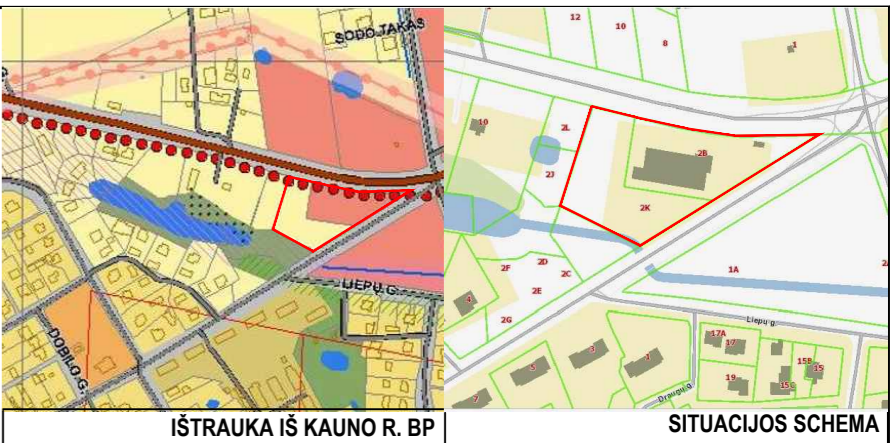 SODO TAKAS
LIEPŲ G.
DOBILO G.
IŠTRAUKA IŠ KAUNO R. BP
12
10
8
1
10
2L
2J
2B
2K
2F
2D
2C
2E
2G
1A
4
Liepų g.
17A
17
15B
15
19
15C
Draugų g.
1
3
5
7
SITUACIJOS SCHEMA